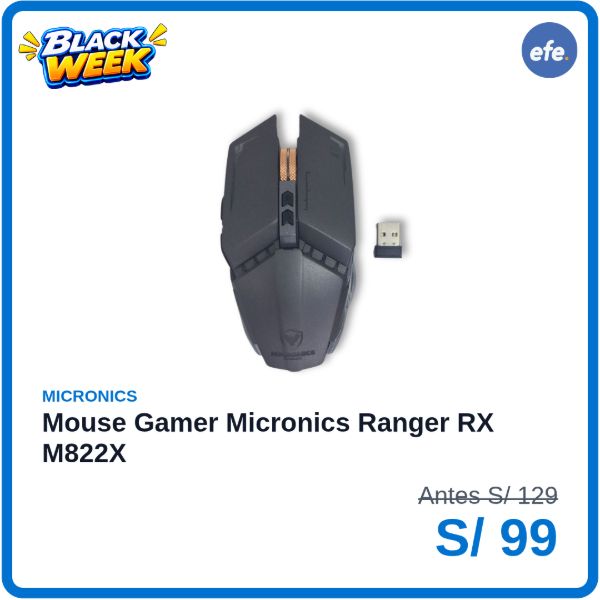 BLACK
WEEK
efe.
MICRONICS
Mouse Gamer Micronics Ranger RX
M822X
Antes S/ 129
S/ 99